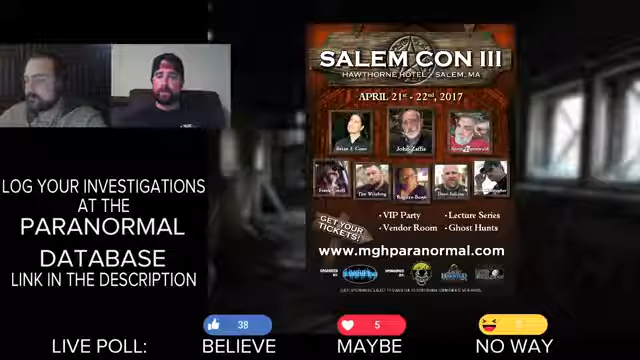 SALEM CON III
HAWTHORNE HOTEL / SALEM, MA
APRIL 21st - 22nd, 2017
John Zaffis
LOG YOUR INVESTIGATIONS
AT THE
PARANORMAL
DATABASE
LINK IN THE DESCRIPTION
• VIP Party
• Lecture Series
• Vendor Room
• Ghost Hunts
GET YOUR
TICKETS!
www.mghparanormal.com
38
5
LIVE POLL:
BELIEVE
MAYBE
NO WAY